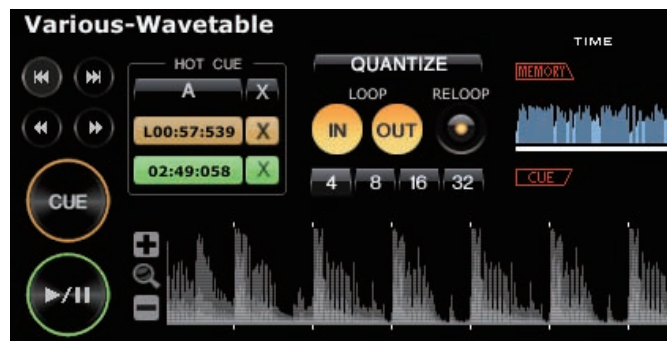 Various-Wavetable
TIME
HOT CUE
QUANTIZE
MEMORY
A X
LOOP RELOOP
L00:57:539 X
IN OUT
02:49:058 X
4 8 16 32
CUE
CUE